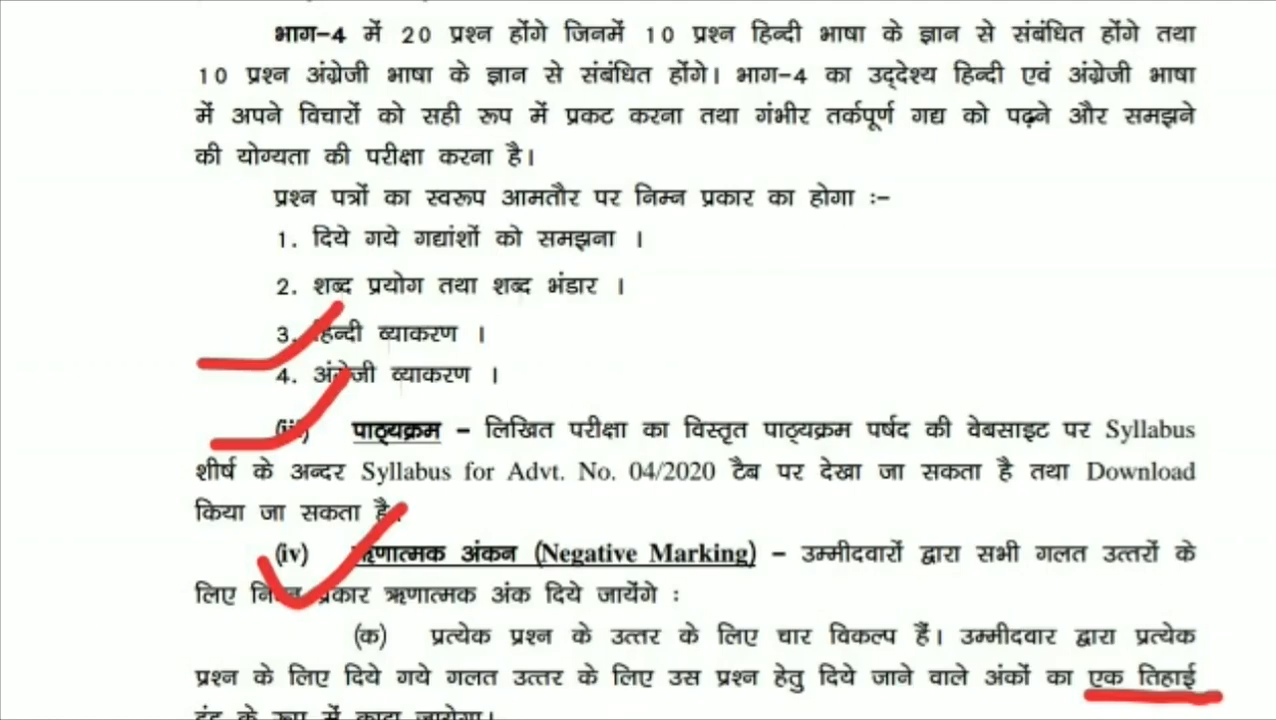 भाग-4 में 20 प्रश्न होंगे जिनमें 10 प्रश्न हिन्दी भाषा के ज्ञान से संबंधित होंगे तथा
10 प्रश्न अंग्रेजी भाषा के ज्ञान से संबंधित होंगे। भाग-4 का उद्देश्य हिन्दी एवं अंग्रेजी भाषा
में अपने विचारों को सही रूप में प्रकट करना तथा गंभीर तर्कपूर्ण गद्य को पढ़ने और समझने
की योग्यता की परीक्षा करना है।
प्रश्न पत्रों का स्वरूप आमतौर पर निम्न प्रकार का होगा :-
1. दिये गये गद्यांशों को समझना ।
2. शब्द प्रयोग तथा शब्द भंडार ।
3. हिन्दी व्याकरण ।
4. अंग्रेजी व्याकरण ।
(iii) पाठ्यक्रम – लिखित परीक्षा का विस्तृत पाठ्यक्रम पर्षद की वेबसाइट पर Syllabus
शीर्ष के अन्दर Syllabus for Advt. No. 04/2020 टैब पर देखा जा सकता है तथा Download
किया जा सकता है।
(iv) ऋणात्मक अंकन (Negative Marking) – उम्मीदवारों द्वारा सभी गलत उत्तरों के
लिए निम्न प्रकार ऋणात्मक अंक दिये जायेंगे :
(क) प्रत्येक प्रश्न के उत्तर के लिए चार विकल्प हैं। उम्मीदवार द्वारा प्रत्येक
प्रश्न के लिए दिये गये गलत उत्तर के लिए उस प्रश्न हेतु दिये जाने वाले अंकों का एक तिहाई
दंड के रूप में काटा जायेगा।